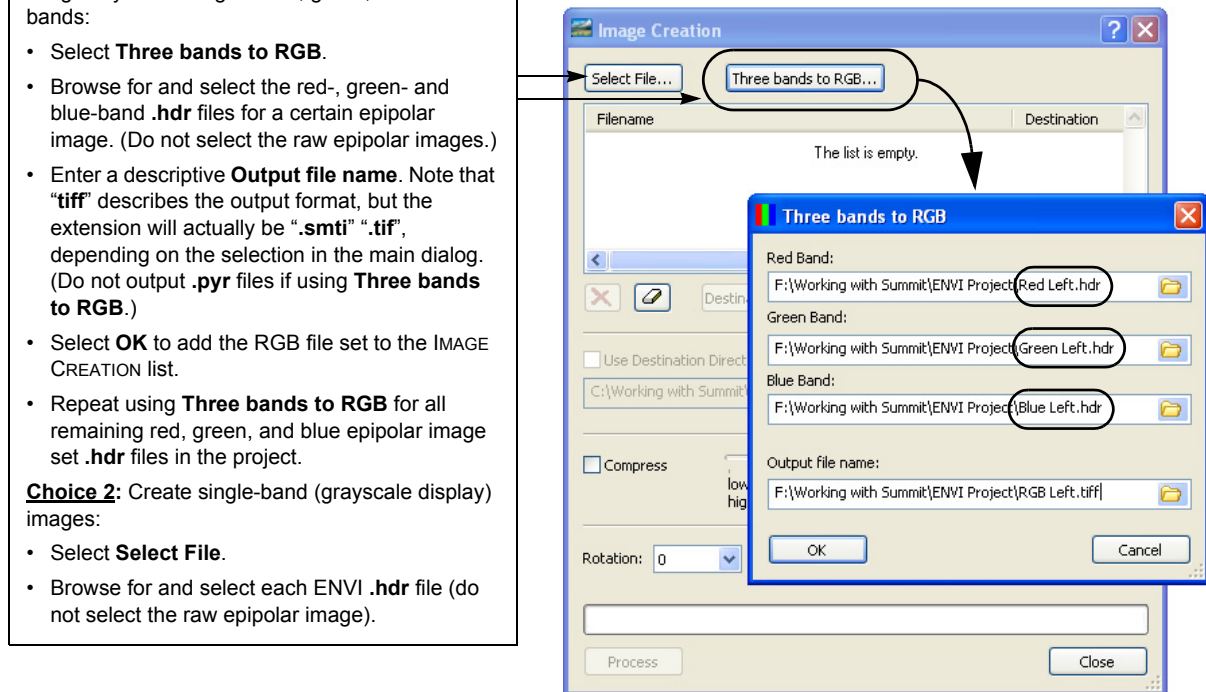 bands:
• Select Three bands to RGB.
• Browse for and select the red-, green- and
blue-band .hdr files for a certain epipolar
image. (Do not select the raw epipolar images.)
• Enter a descriptive Output file name. Note that
“tiff” describes the output format, but the
extension will actually be “.smti” “.tif”,
depending on the selection in the main dialog.
(Do not output .pyr files if using Three bands
to RGB.)
• Select OK to add the RGB file set to the IMAGE
CREATION list.
• Repeat using Three bands to RGB for all
remaining red, green, and blue epipolar image
set .hdr files in the project.
Choice 2: Create single-band (grayscale display)
images:
• Select Select File.
• Browse for and select each ENVI .hdr file (do
not select the raw epipolar image).
Image Creation
Select File... Three bands to RGB...
Filename Destination
The list is empty.
Use Destination Direct
C:\Working with Summit\
Compress
low
hig
Rotation: 0
Process Close
Three bands to RGB
Red Band:
F:\Working with Summit\ENVI Project\Red Left.hdr
Green Band:
F:\Working with Summit\ENVI Project\Green Left.hdr
Blue Band:
F:\Working with Summit\ENVI Project\Blue Left.hdr
Output file name:
F:\Working with Summit\ENVI Project\RGB Left.tiff
OK Cancel